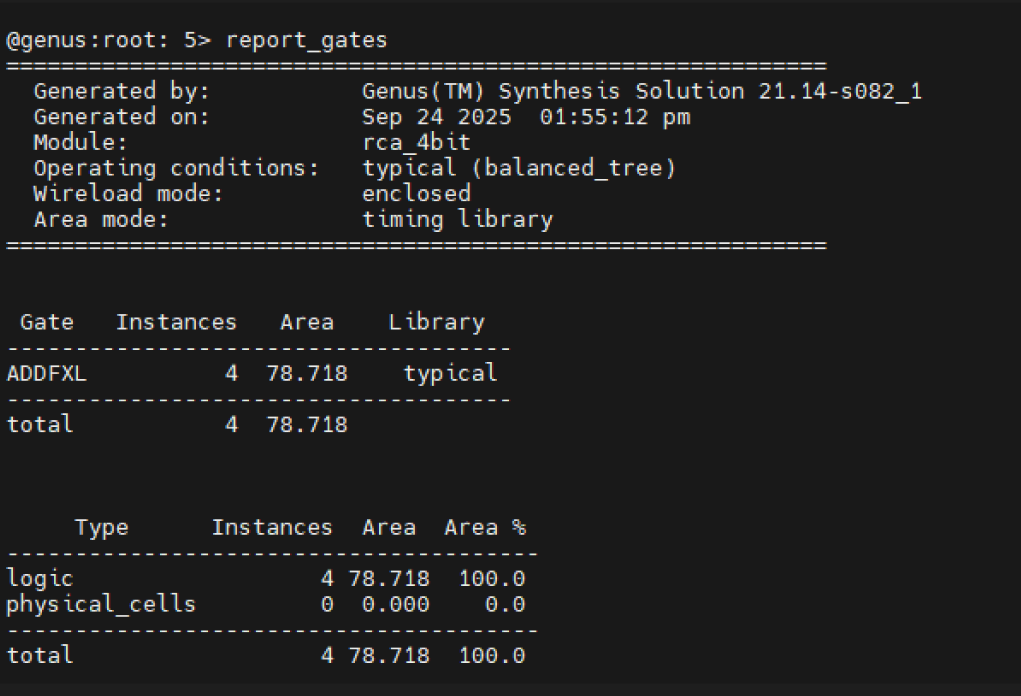 @genus:root: 5> report_gates
============================================================
  Generated by:           Genus(TM) Synthesis Solution 21.14-s082_1
  Generated on:           Sep 24 2025  01:55:12 pm
  Module:                 rca_4bit
  Operating conditions:   typical (balanced_tree)
  Wireload mode:          enclosed
  Area mode:              timing library
============================================================
 Gate   Instances   Area    Library
-------------------------------------
ADDFXL          4  78.718    typical
-------------------------------------
total           4  78.718
     Type      Instances  Area  Area %
---------------------------------------
logic                  4 78.718  100.0
physical_cells         0  0.000    0.0
---------------------------------------
total                  4 78.718  100.0